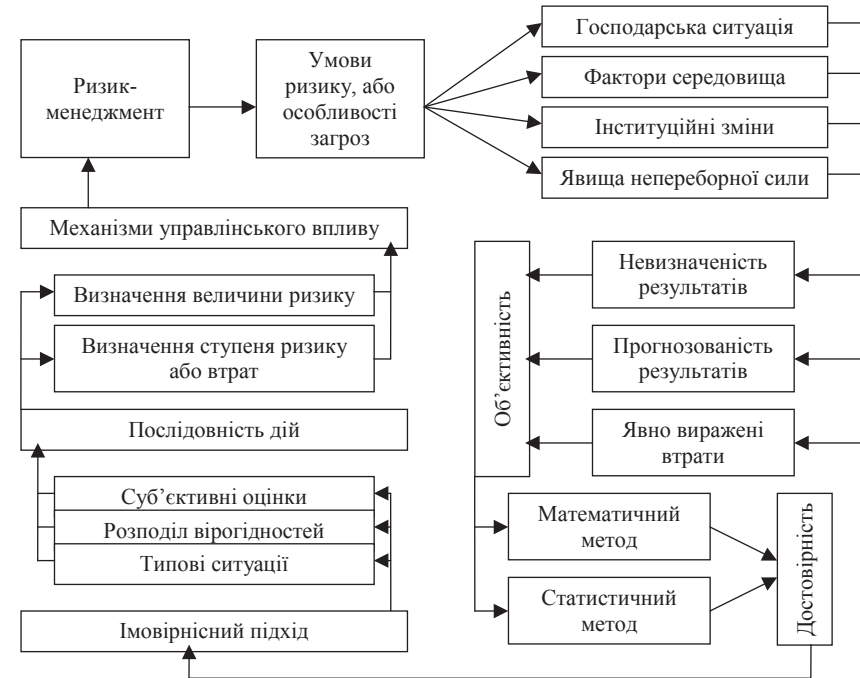 Ризик-
менеджмент
Умови
ризику, або
особливості
загроз
Господарська ситуація
Фактори середовища
Інституційні зміни
Явища непереборної сили
Механізми управлінського впливу
Визначення величини ризику
Визначення ступеня ризику
або втрат
Послідовність дій
Суб’єктивні оцінки
Розподіл вірогідностей
Типові ситуації
Імовірнісний підхід
Об’єктивність
Невизначеність
результатів
Прогнозованість
результатів
Явно виражені
втрати
Математичний
метод
Статистичний
метод
Достовірність